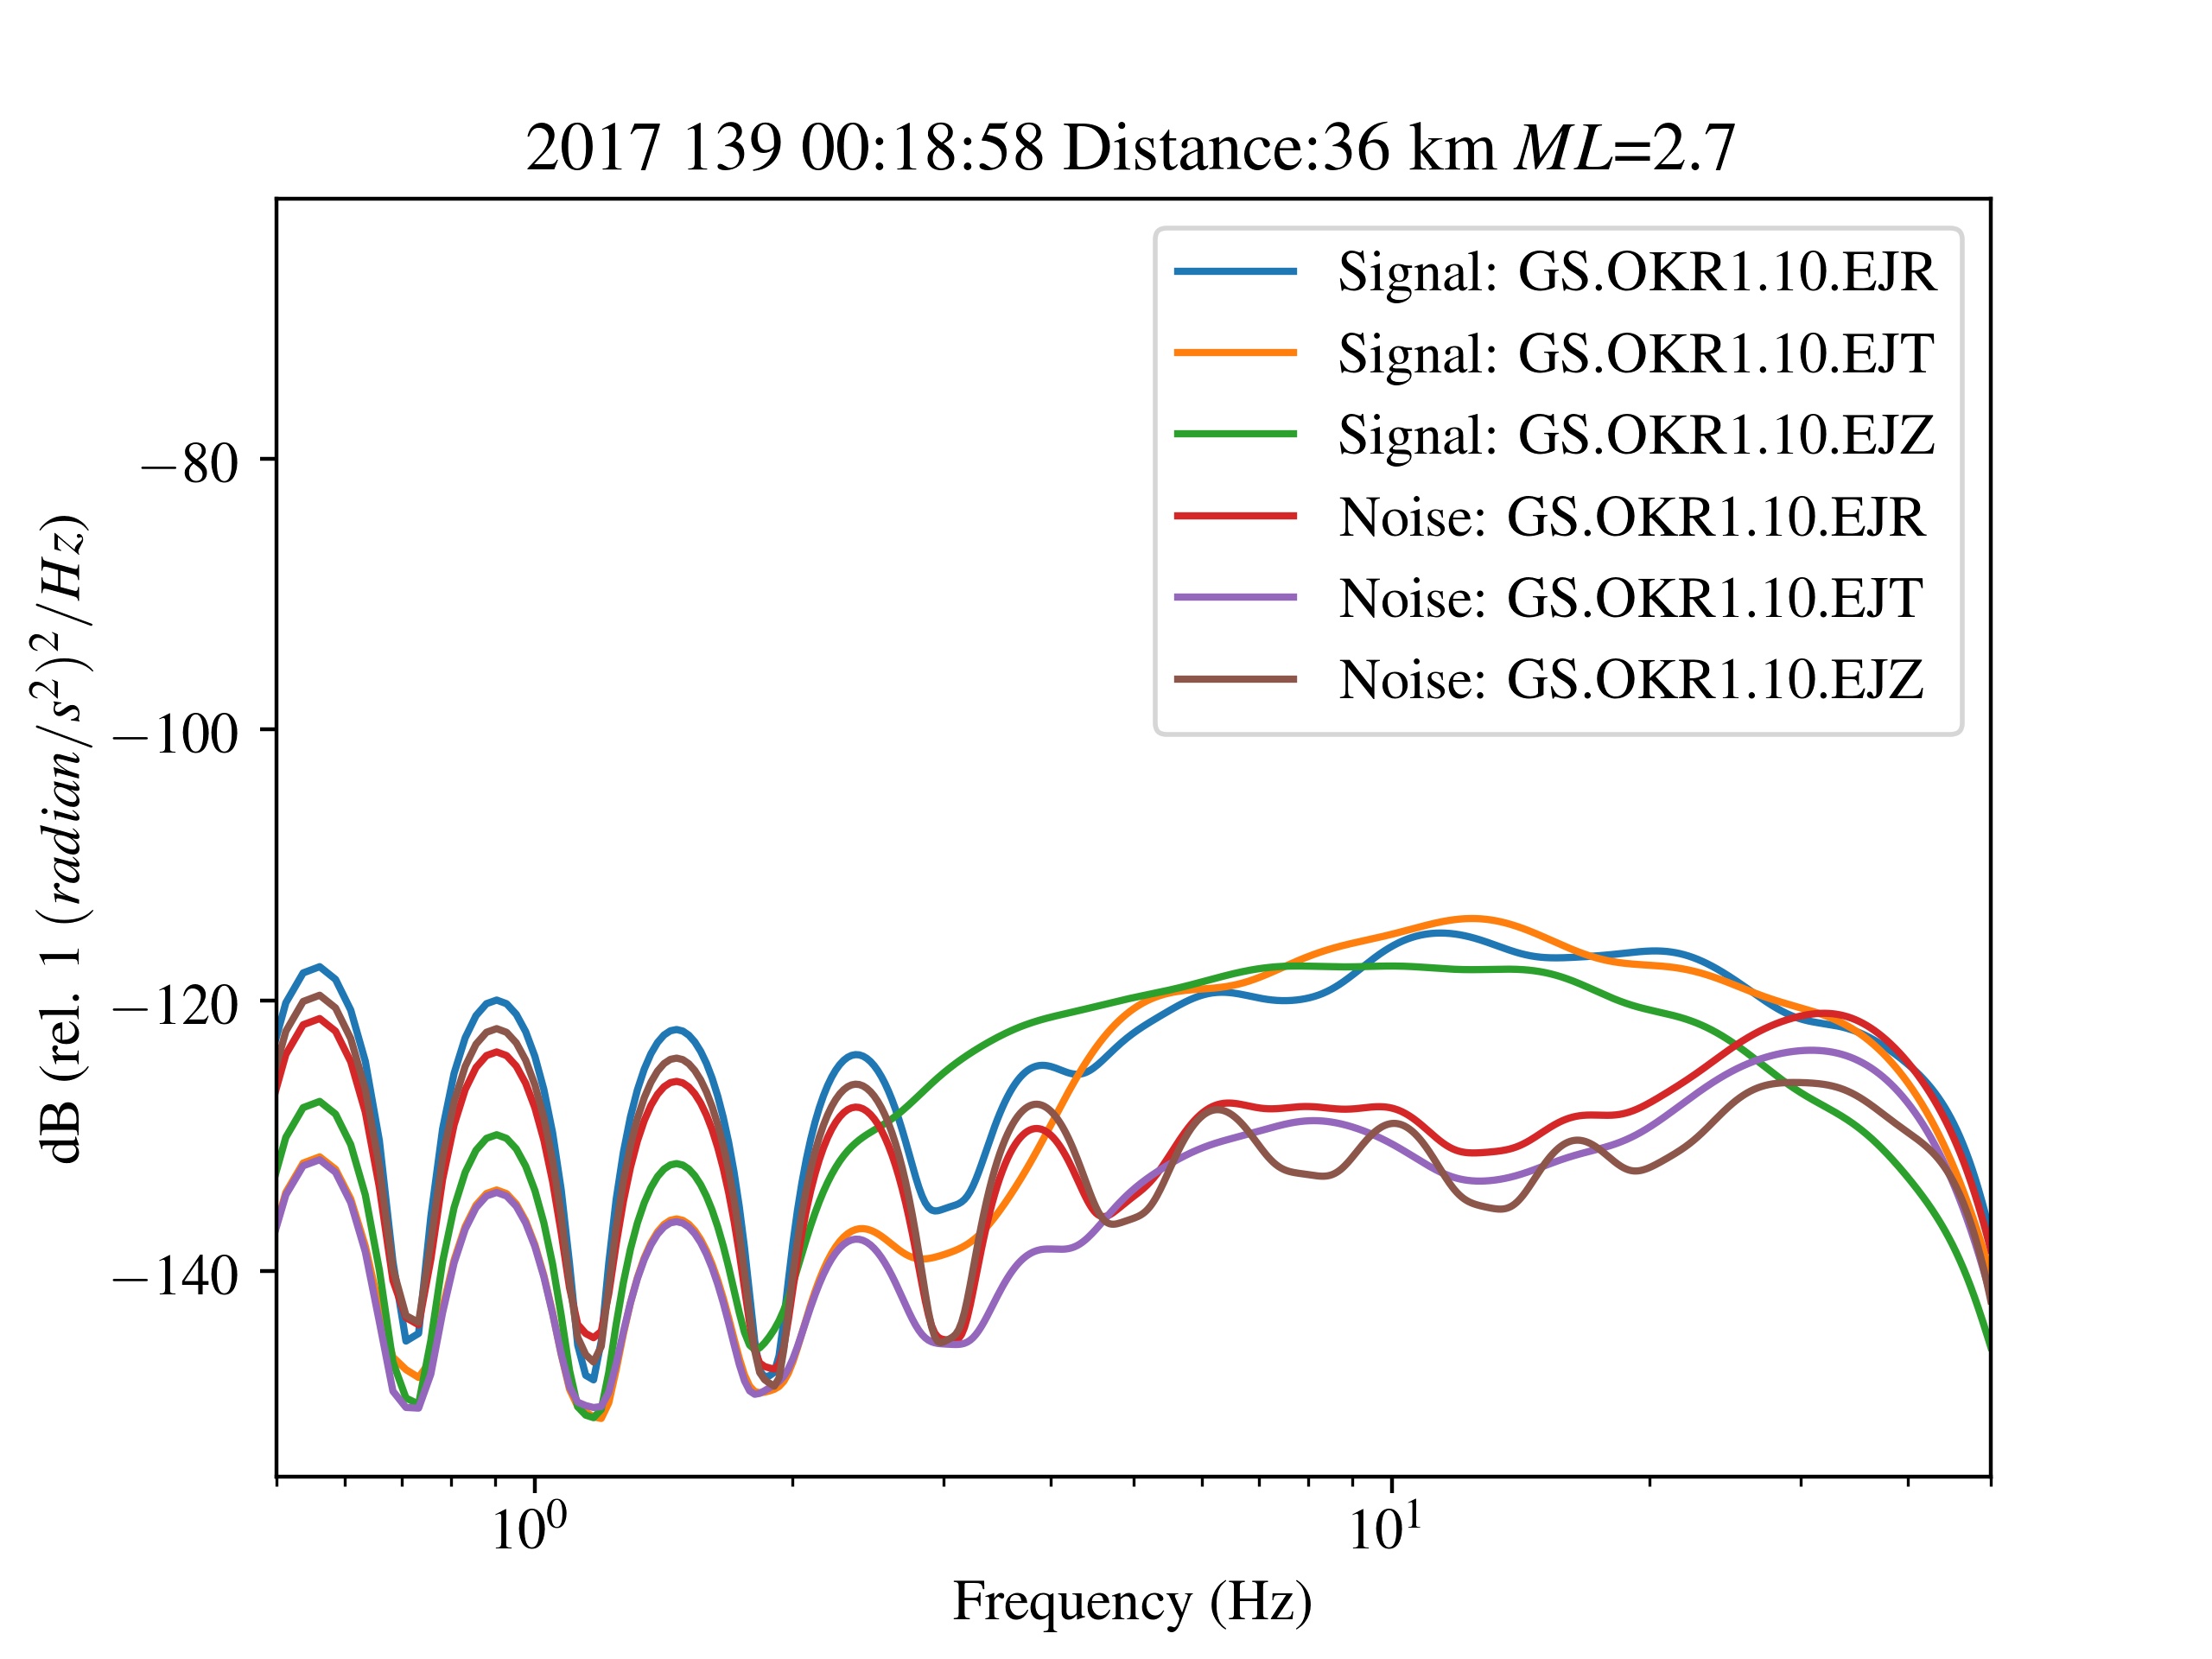 2017 139 00:18:58 Distance:36 km ML=2.7
Signal: GS.OKR1.10.EJR
Signal: GS.OKR1.10.EJT
Signal: GS.OKR1.10.EJZ
Noise: GS.OKR1.10.EJR
Noise: GS.OKR1.10.EJT
Noise: GS.OKR1.10.EJZ
−80
−100
−120
−140
dB (rel. 1 (radian/s²)²/Hz)
10⁰ 10¹
Frequency (Hz)